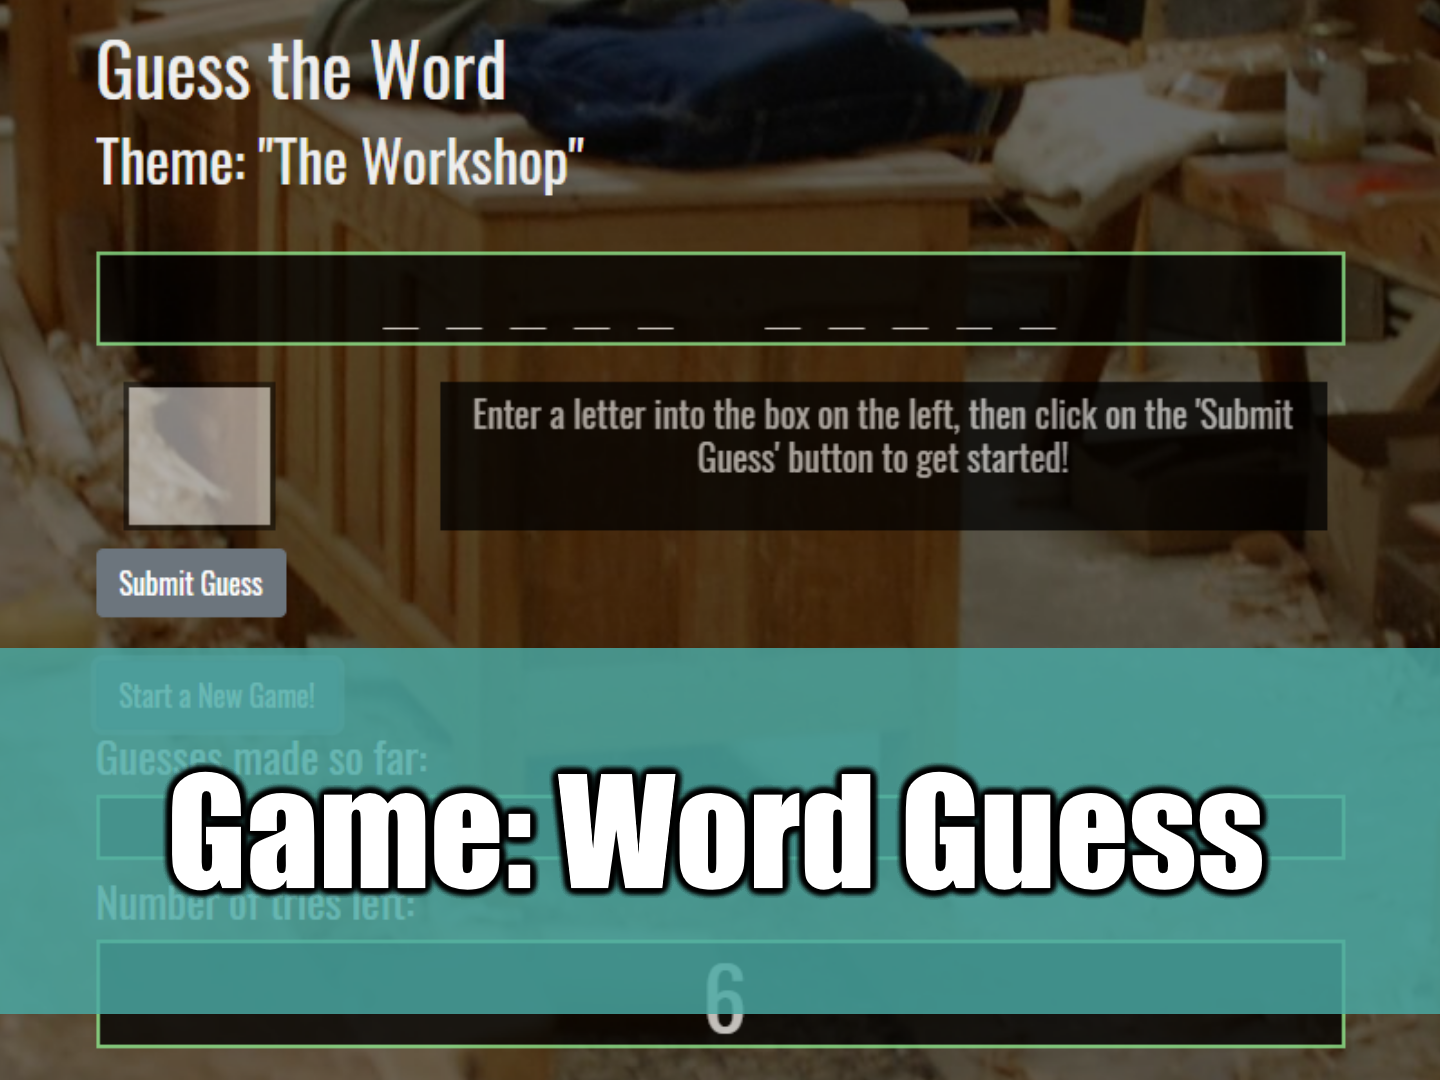 Guess the Word
Theme: "The Workshop"
_ _ _ _ _   _ _ _ _ _
Enter a letter into the box on the left, then click on the 'Submit
Guess' button to get started!
Submit Guess
Start a New Game!
Guesses made so far:
Game: Word Guess
Number of tries left:
6